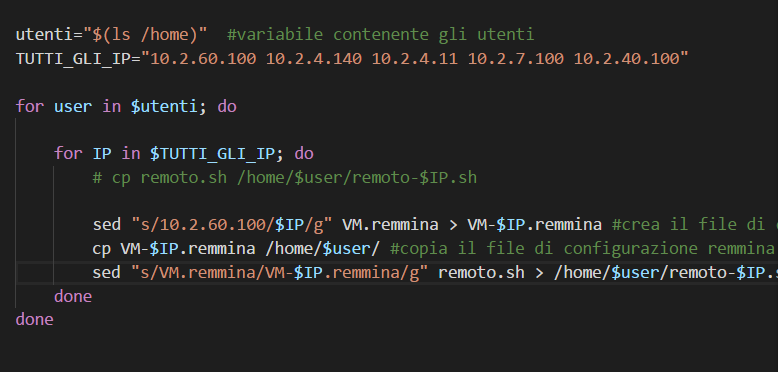 utenti="$(ls /home)"  #variabile contenente gli utenti
TUTTI_GLI_IP="10.2.60.100 10.2.4.140 10.2.4.11 10.2.7.100 10.2.40.100"
for user in $utenti; do
for IP in $TUTTI_GLI_IP; do
# cp remoto.sh /home/$user/remoto-$IP.sh
sed "s/10.2.60.100/$IP/g" VM.remmina > VM-$IP.remmina #crea il file di
cp VM-$IP.remmina /home/$user/ #copia il file di configurazione remmina
sed "s/VM.remmina/VM-$IP.remmina/g" remoto.sh > /home/$user/remoto-$IP.s
done
done